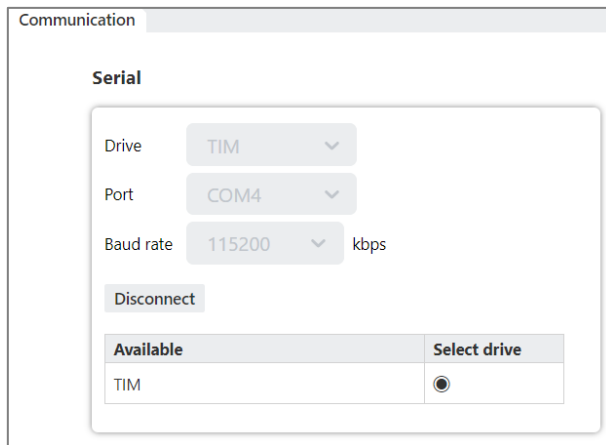 Communication
Serial
Drive TIM
Port COM4
Baud rate 115200 kbps
Disconnect
Available Select drive
TIM